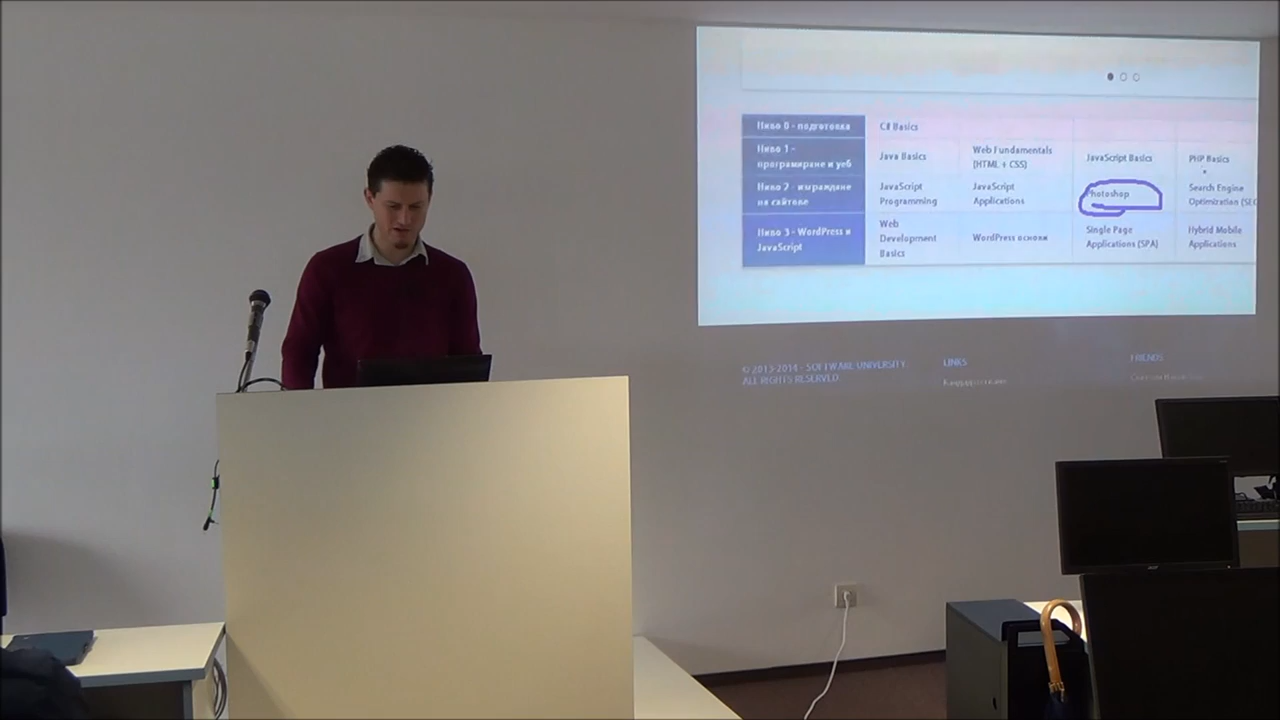 Ниво 0 - подготовка
C# Basics
Ниво 1 -
програмиране и уеб
Java Basics
Web Fundamentals
(HTML + CSS)
JavaScript Basics
PHP Basics
Ниво 2 - изграждане
на сайтове
JavaScript
Programming
JavaScript
Applications
Photoshop
Search Engine
Optimization (SEO
Ниво 3 - WordPress и
JavaScript
Web
Development
Basics
WordPress основи
Single Page
Applications (SPA)
Hybrid Mobile
Applications
© 2013-2014 - SOFTWARE UNIVERSITY.
ALL RIGHTS RESERVED
LINKS
FRIENDS
acer